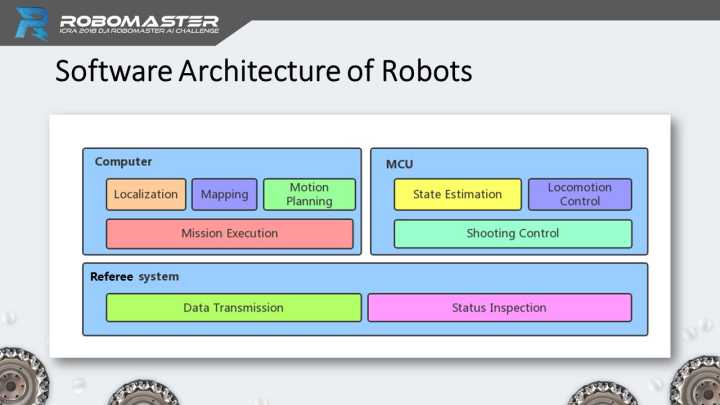 ROBOMASTER
ICRA 2018 DJI ROBOMASTER AI CHALLENGE
Software Architecture of Robots
Computer
Localization
Mapping
Motion
Planning
Mission Execution
MCU
State Estimation
Locomotion
Control
Shooting Control
Referee system
Data Transmission
Status Inspection